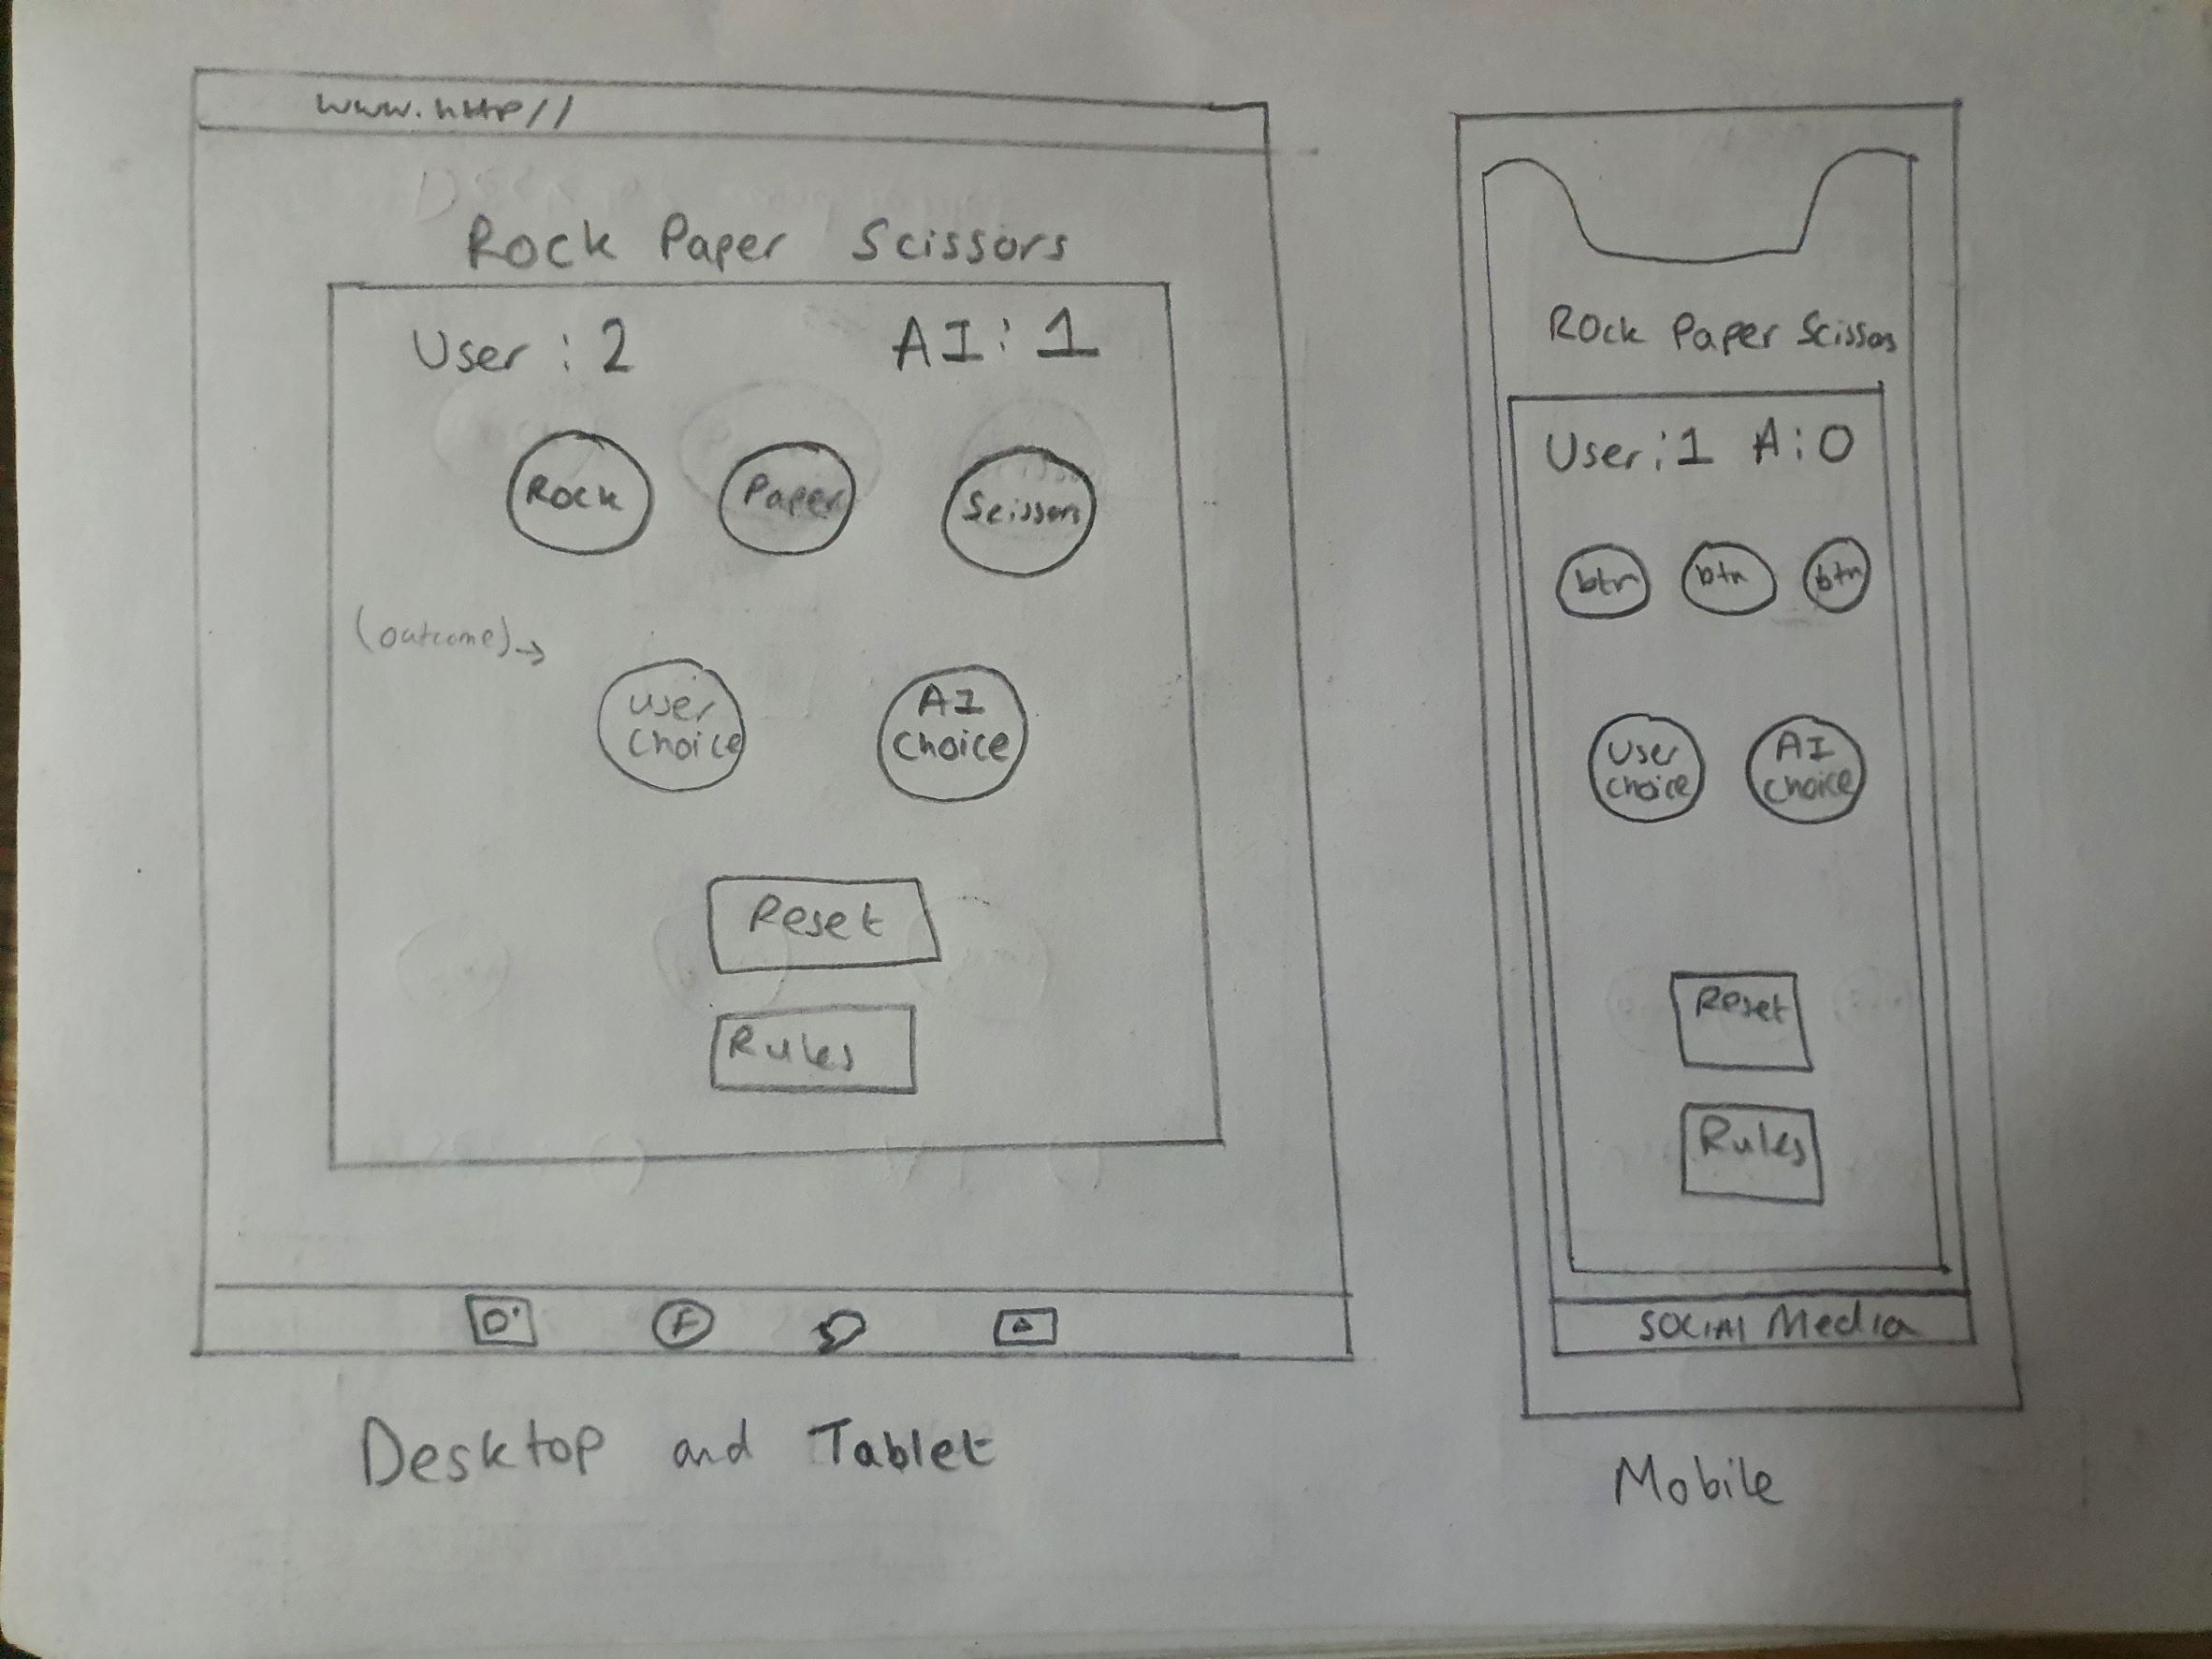 www.http//
Rock Paper Scissors
User : 2 AI : 1
Rock Paper Scissors
(outcome) →
User
Choice
AI
Choice
Reset
Rules
F
Desktop and Tablet
Rock Paper Scissors
User : 1 A : 0
btn btn btn
User
choice
AI
choice
Reset
Rules
SOCIAl Media
Mobile